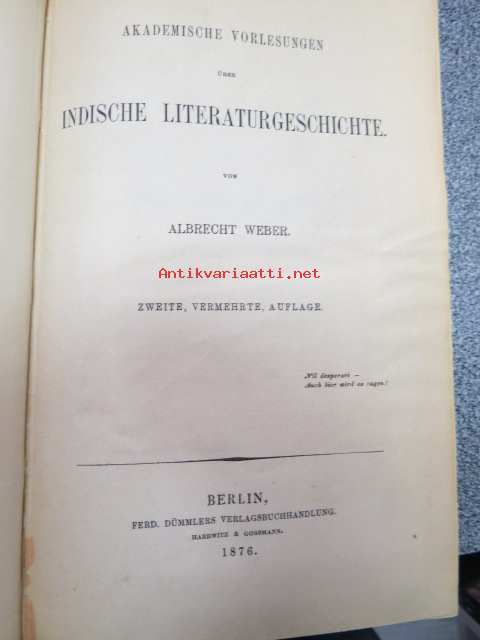 AKADEMISCHE VORLESUNGEN
ÜBER
INDISCHE LITERATURGESCHICHTE.
VON
ALBRECHT WEBER.
Antikvariaatti.net
ZWEITE, VERMEHRTE, AUFLAGE.
Nil desperari –
Auch hier wird es tagen!
BERLIN,
FERD. DÜMMLERS VERLAGSBUCHHANDLUNG.
HARRWITZ & GOSSMANN.
1876.